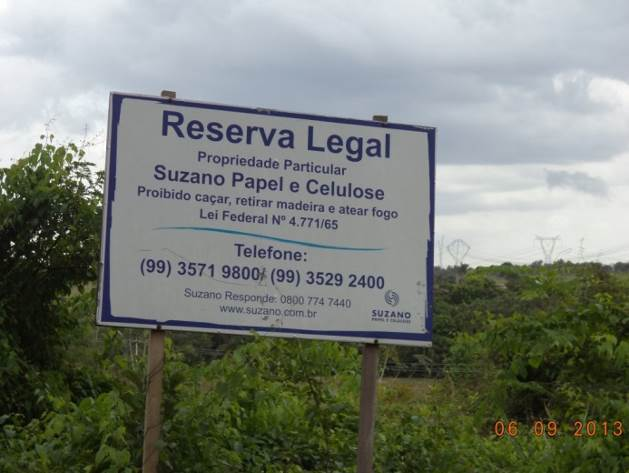 Reserva Legal
Propriedade Particular
Suzano Papel e Celulose
Proibido caçar, retirar madeira e atear fogo
Lei Federal Nº 4.771/65
Telefone:
(99) 3571 9800/ (99) 3529 2400
Suzano Responde: 0800 774 7440
www.suzano.com.br
SUZANO
PAPEL E CELULOSE
06.09.2013